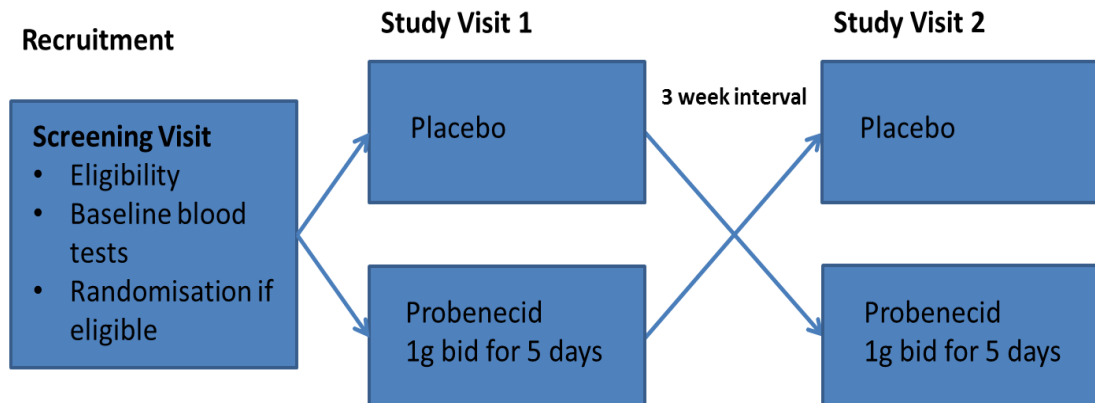 Recruitment
Screening Visit
• Eligibility
• Baseline blood
tests
• Randomisation if
eligible
Study Visit 1
Placebo
Probenecid
1g bid for 5 days
3 week interval
Study Visit 2
Placebo
Probenecid
1g bid for 5 days